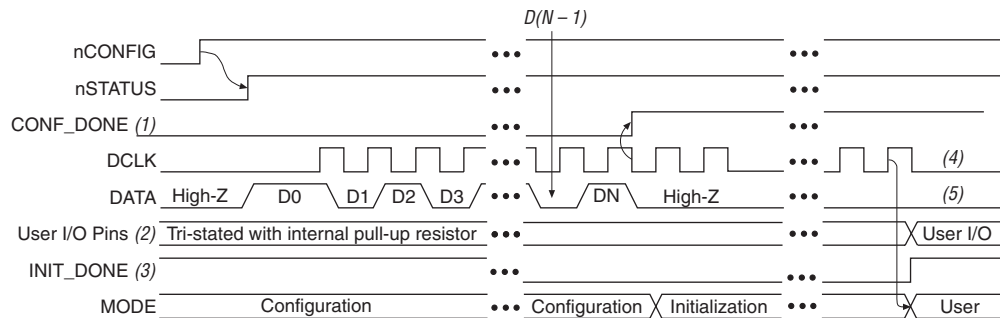 D(N – 1)
nCONFIG
nSTATUS
CONF_DONE (1)
DCLK (4)
DATA High-Z D0 D1 D2 D3 DN High-Z (5)
User I/O Pins (2) Tri-stated with internal pull-up resistor User I/O
INIT_DONE (3)
MODE Configuration Configuration Initialization User